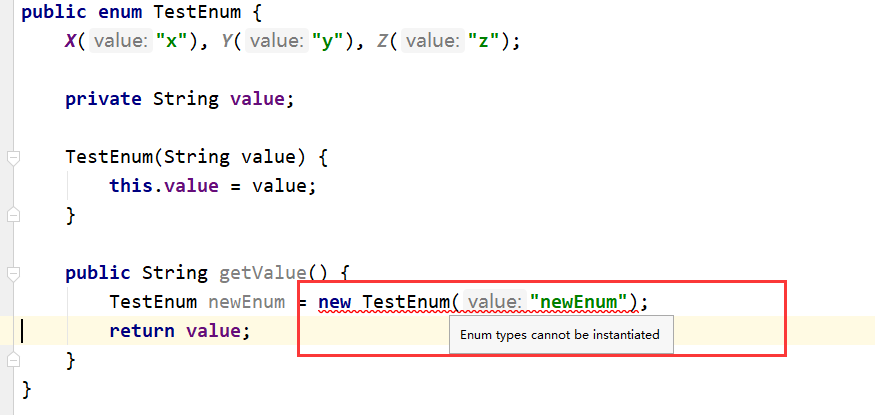 public enum TestEnum {
X( value: "x"), Y( value: "y"), Z( value: "z");
private String value;
TestEnum(String value) {
this.value = value;
}
public String getValue() {
TestEnum newEnum = new TestEnum( value: "newEnum");
return value;
Enum types cannot be instantiated
}
}